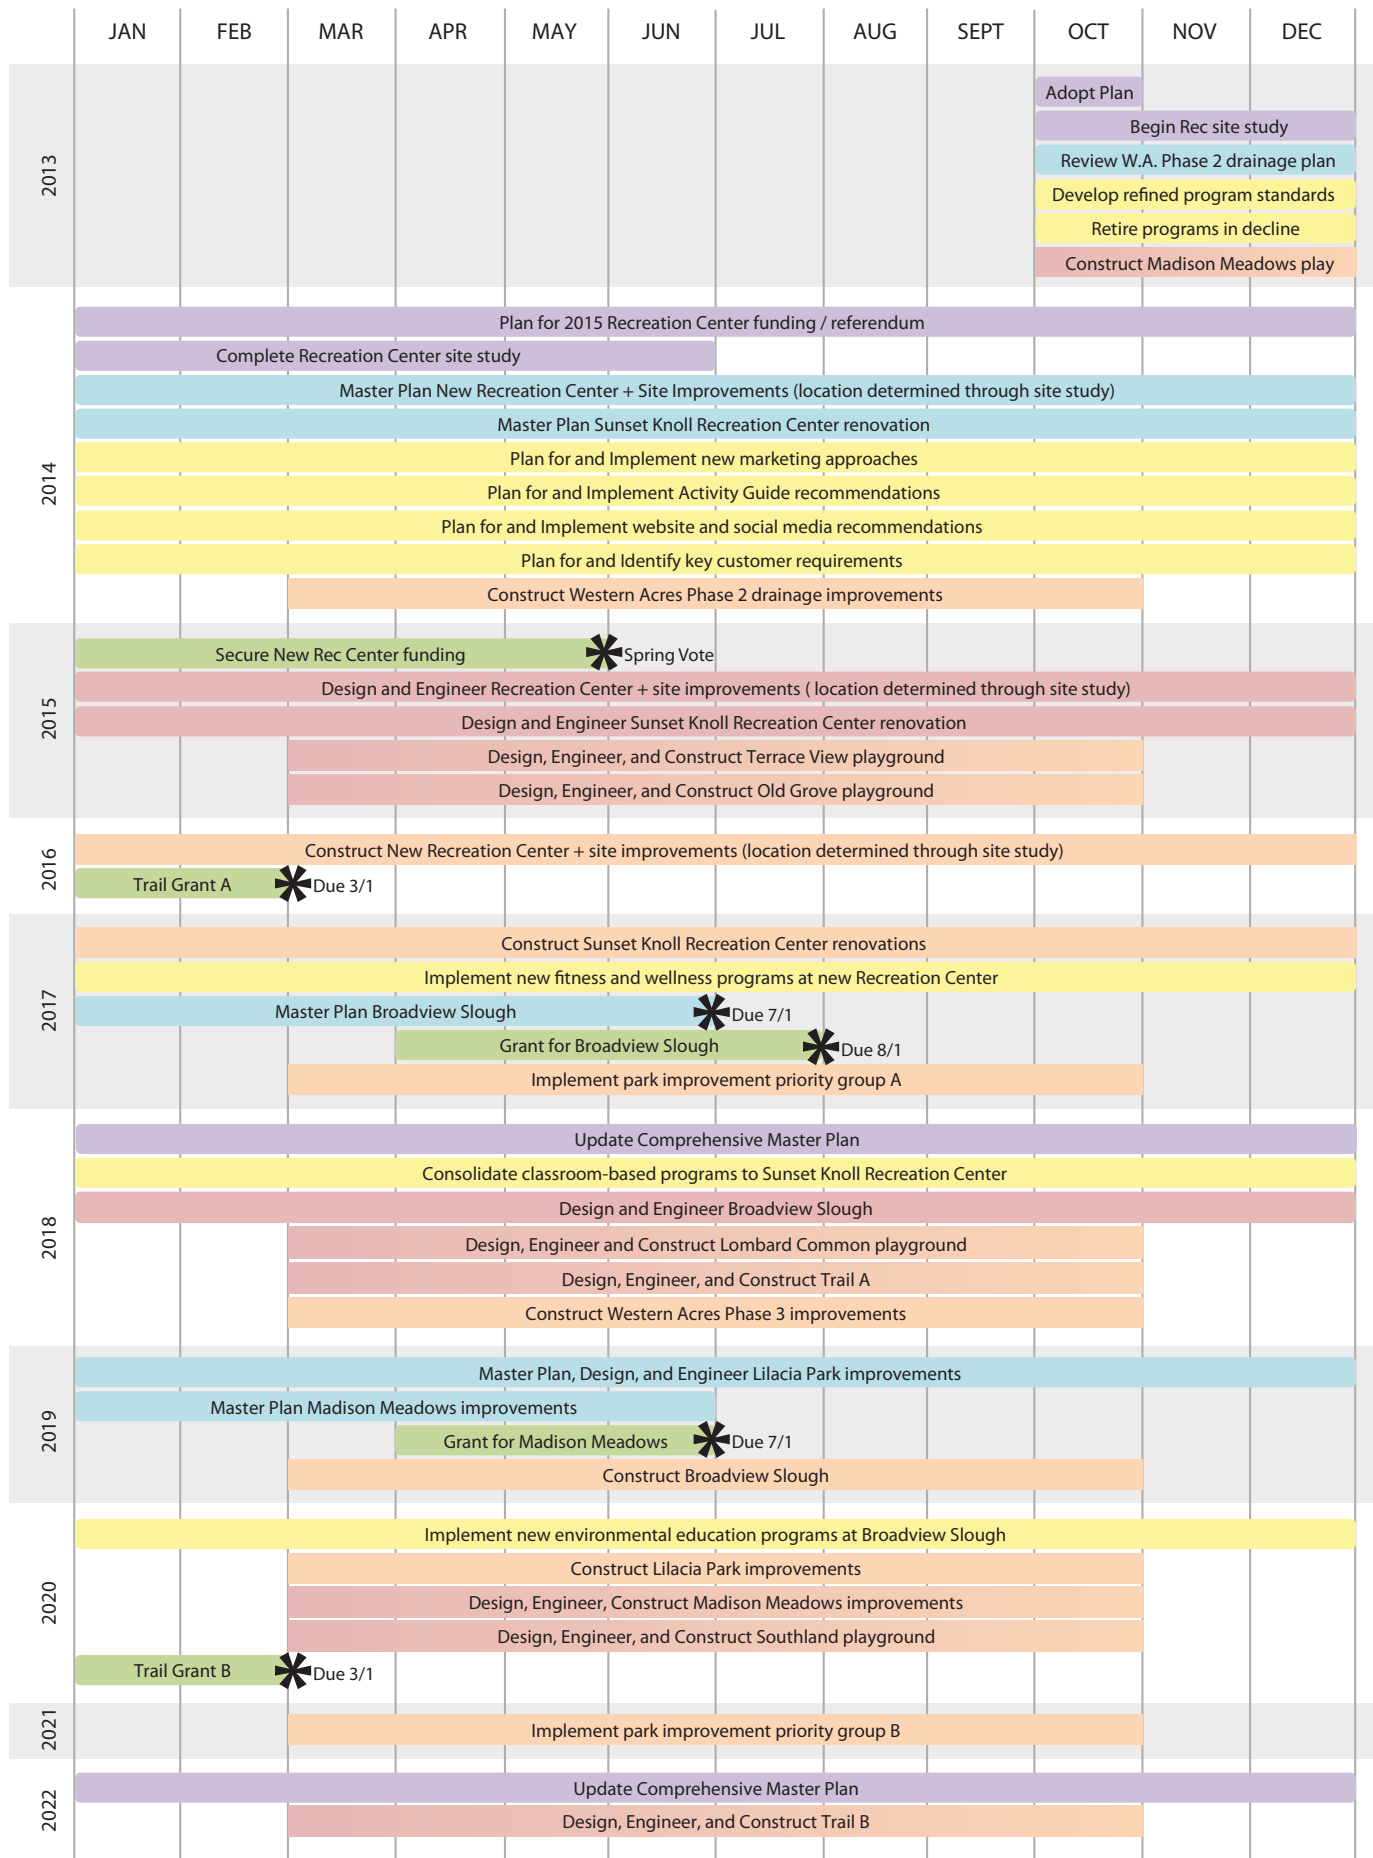 JAN FEB MAR APR MAY JUN JUL AUG SEPT OCT NOV DEC
2013
Adopt Plan
Begin Rec site study
Review W.A. Phase 2 drainage plan
Develop refined program standards
Retire programs in decline
Construct Madison Meadows play
2014
Plan for 2015 Recreation Center funding / referendum
Complete Recreation Center site study
Master Plan New Recreation Center + Site Improvements (location determined through site study)
Master Plan Sunset Knoll Recreation Center renovation
Plan for and Implement new marketing approaches
Plan for and Implement Activity Guide recommendations
Plan for and Implement website and social media recommendations
Plan for and Identify key customer requirements
Construct Western Acres Phase 2 drainage improvements
2015
Secure New Rec Center funding Spring Vote
Design and Engineer Recreation Center + site improvements ( location determined through site study)
Design and Engineer Sunset Knoll Recreation Center renovation
Design, Engineer, and Construct Terrace View playground
Design, Engineer, and Construct Old Grove playground
2016
Construct New Recreation Center + site improvements (location determined through site study)
Trail Grant A Due 3/1
2017
Construct Sunset Knoll Recreation Center renovations
Implement new fitness and wellness programs at new Recreation Center
Master Plan Broadview Slough Due 7/1
Grant for Broadview Slough Due 8/1
Implement park improvement priority group A
2018
Update Comprehensive Master Plan
Consolidate classroom-based programs to Sunset Knoll Recreation Center
Design and Engineer Broadview Slough
Design, Engineer and Construct Lombard Common playground
Design, Engineer, and Construct Trail A
Construct Western Acres Phase 3 improvements
2019
Master Plan, Design, and Engineer Lilacia Park improvements
Master Plan Madison Meadows improvements
Grant for Madison Meadows Due 7/1
Construct Broadview Slough
2020
Implement new environmental education programs at Broadview Slough
Construct Lilacia Park improvements
Design, Engineer, Construct Madison Meadows improvements
Design, Engineer, and Construct Southland playground
Trail Grant B Due 3/1
2021
Implement park improvement priority group B
2022
Update Comprehensive Master Plan
Design, Engineer, and Construct Trail B